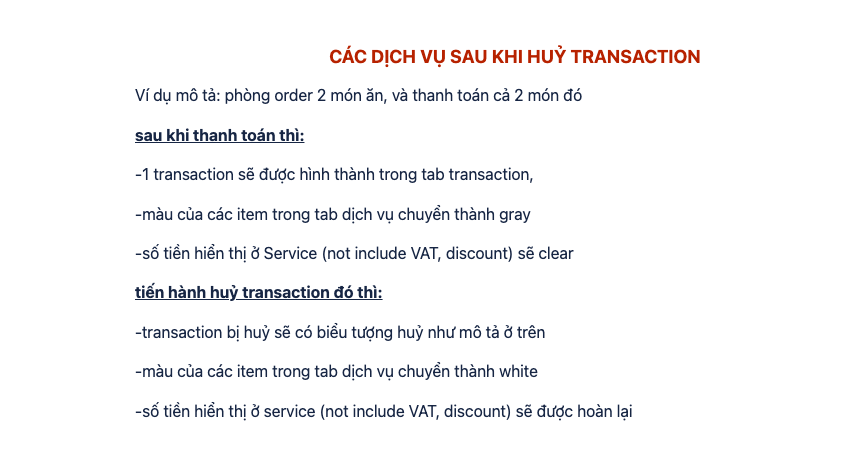 CÁC DỊCH VỤ SAU KHI HUỶ TRANSACTION
Ví dụ mô tả: phòng order 2 món ăn, và thanh toán cả 2 món đó
sau khi thanh toán thì:
-1 transaction sẽ được hình thành trong tab transaction,
-màu của các item trong tab dịch vụ chuyển thành gray
-số tiền hiển thị ở Service (not include VAT, discount) sẽ clear
tiến hành huỷ transaction đó thì:
-transaction bị huỷ sẽ có biểu tượng huỷ như mô tả ở trên
-màu của các item trong tab dịch vụ chuyển thành white
-số tiền hiển thị ở service (not include VAT, discount) sẽ được hoàn lại